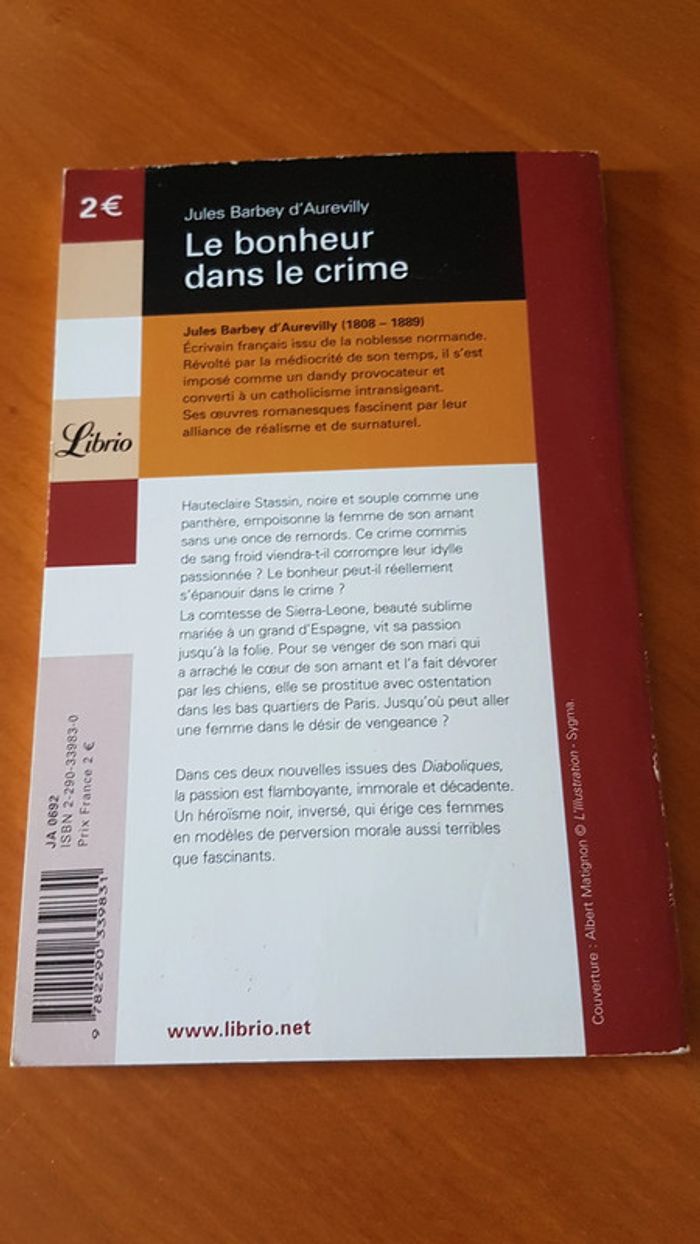 2€
Jules Barbey d'Aurevilly
Le bonheur
dans le crime
Jules Barbey d'Aurevilly (1808 – 1889)
Écrivain français issu de la noblesse normande.
Révolté par la médiocrité de son temps, il s'est
imposé comme un dandy provocateur et
converti à un catholicisme intransigeant.
Ses œuvres romanesques fascinent par leur
alliance de réalisme et de surnaturel.
Librio
Hauteclaire Stassin, noire et souple comme une
panthère, empoisonne la femme de son amant
sans une once de remords. Ce crime commis
de sang froid viendra-t-il corrompre leur idylle
passionnée ? Le bonheur peut-il réellement
s'épanouir dans le crime ?
La comtesse de Sierra-Leone, beauté sublime
mariée à un grand d'Espagne, vit sa passion
jusqu'à la folie. Pour se venger de son mari qui
a arraché le cœur de son amant et l'a fait dévorer
par les chiens, elle se prostitue avec ostentation
dans les bas quartiers de Paris. Jusqu'où peut aller
une femme dans le désir de vengeance ?
Dans ces deux nouvelles issues des Diaboliques,
la passion est flamboyante, immorale et décadente.
Un héroïsme noir, inversé, qui érige ces femmes
en modèles de perversion morale aussi terribles
que fascinants.
JA 0692
ISBN 2-290-33983-0
Prix France 2 €
9 782290 339831
www.librio.net
Couverture : Albert Matignon © L'Illustration - Sygma.